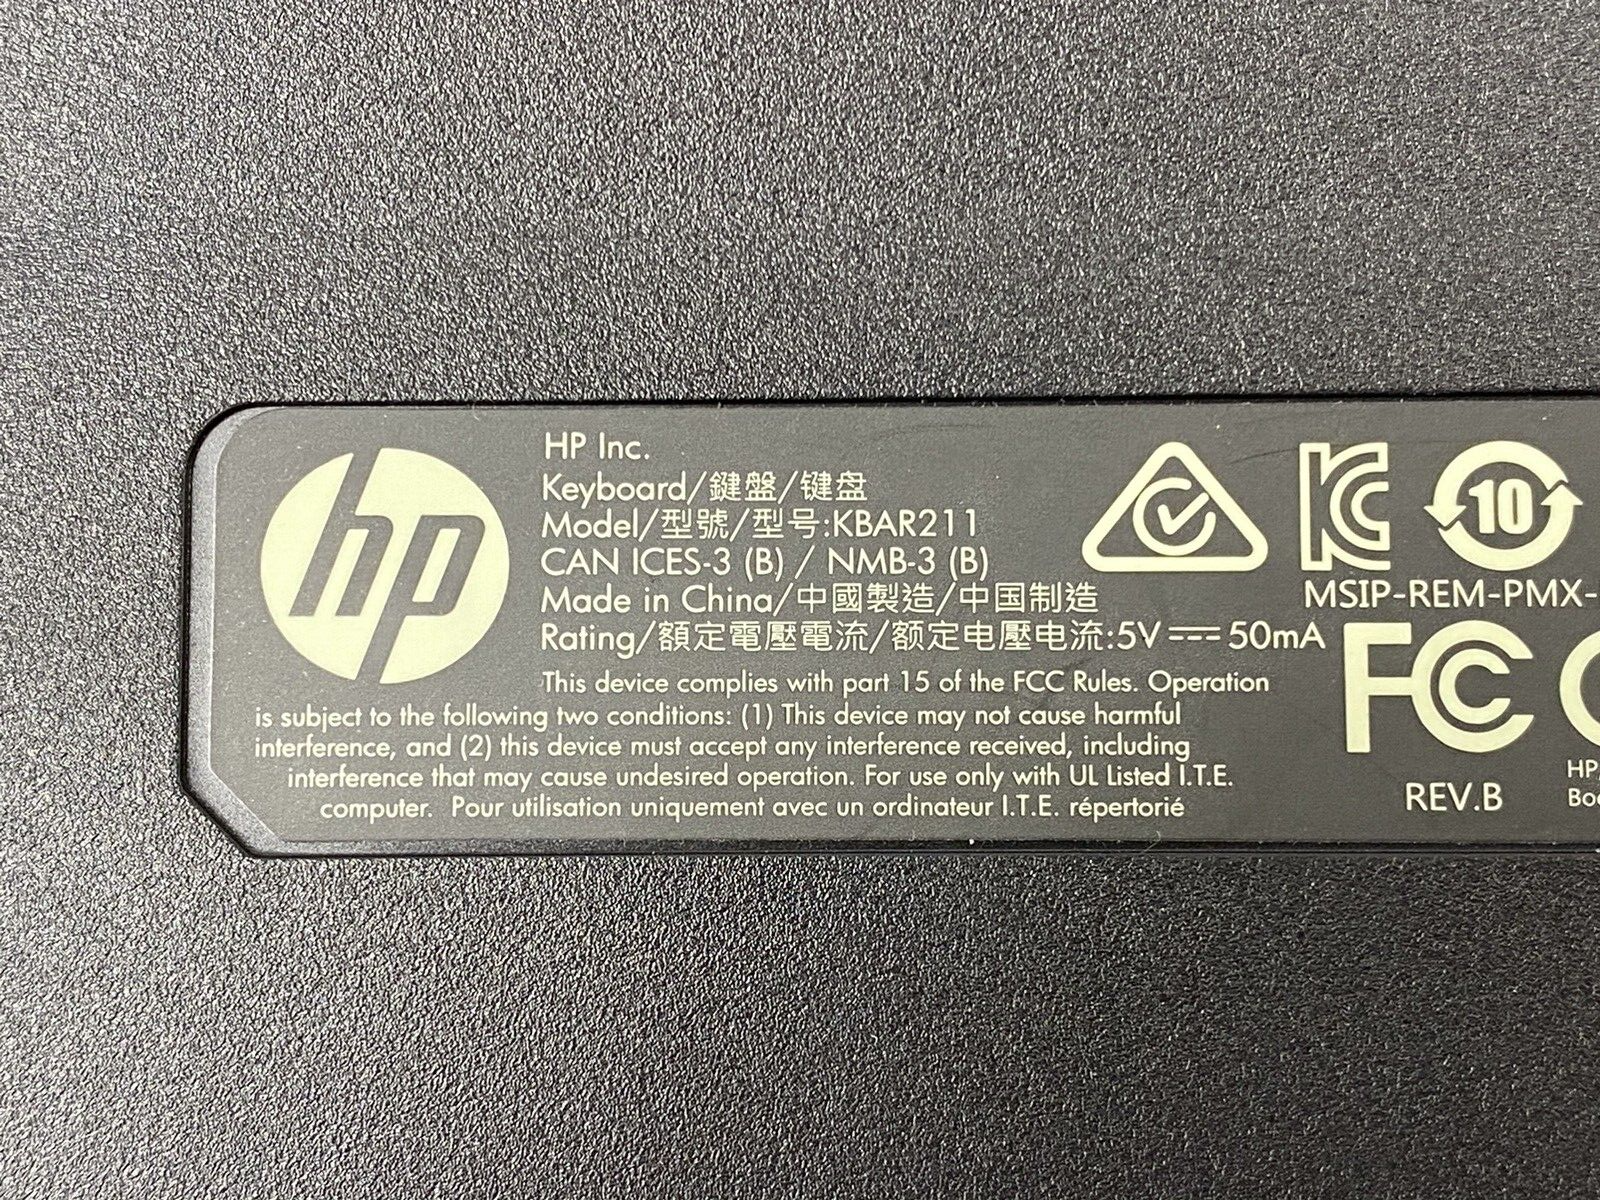 hp
HP Inc.
Keyboard/鍵盤/键盘
Model/型號/型号:KBAR211
CAN ICES-3 (B) / NMB-3 (B)
Made in China/中國製造/中国制造
Rating/額定電壓電流/额定电壓电流:5V⎓50mA
This device complies with part 15 of the FCC Rules. Operation
is subject to the following two conditions: (1) This device may not cause harmful
interference, and (2) this device must accept any interference received, including
interference that may cause undesired operation. For use only with UL Listed I.T.E.
computer. Pour utilisation uniquement avec un ordinateur I.T.E. répertorié
KC
10
MSIP-REM-PMX-
FC
REV.B
HP
Bo